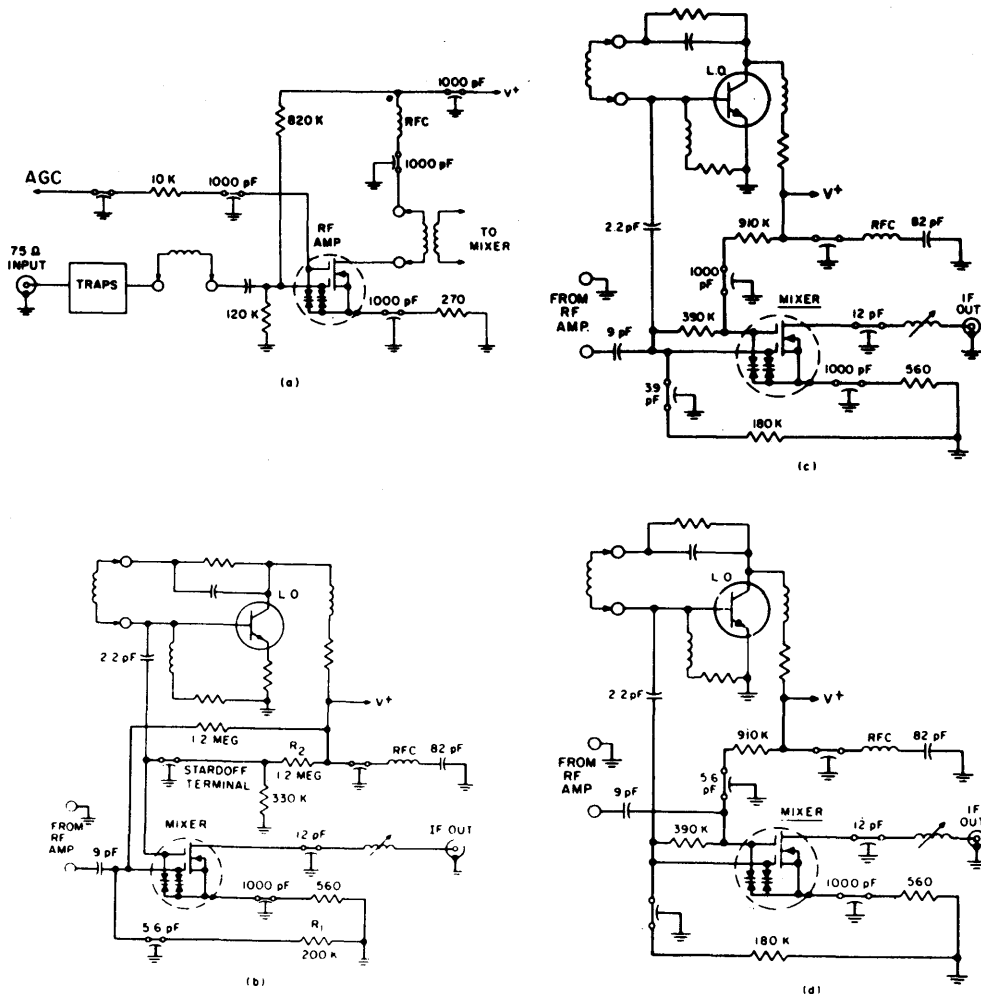 1000 pF
V+
820 K
RFC
1000 pF
AGC
10 K
1000 pF
RF
AMP
TO
MIXER
75 Ω
INPUT
TRAPS
120 K
1000 pF
270
(a)
L.O.
V+
2.2 pF
910 K
RFC
82 pF
1000
pF
FROM
RF
AMP.
MIXER
IF
OUT
9 pF
390 K
12 pF
1000 pF
560
3.9
pF
180 K
(c)
L O
2 2 pF
V+
1.2 MEG
R2
1.2 MEG
RFC
82 pF
STARDOFF
TERMINAL
330 K
FROM
RF
AMP
MIXER
9 pF
12 pF
IF OUT
1000 pF
560
5 6 pF
R1
200 K
(b)
L O
2 2 pF
V+
910 K
RFC
82 pF
FROM
RF
AMP
5 6
pF
9 pF
MIXER
IF
OUT
390 K
12 pF
1000 pF
560
180 K
(d)